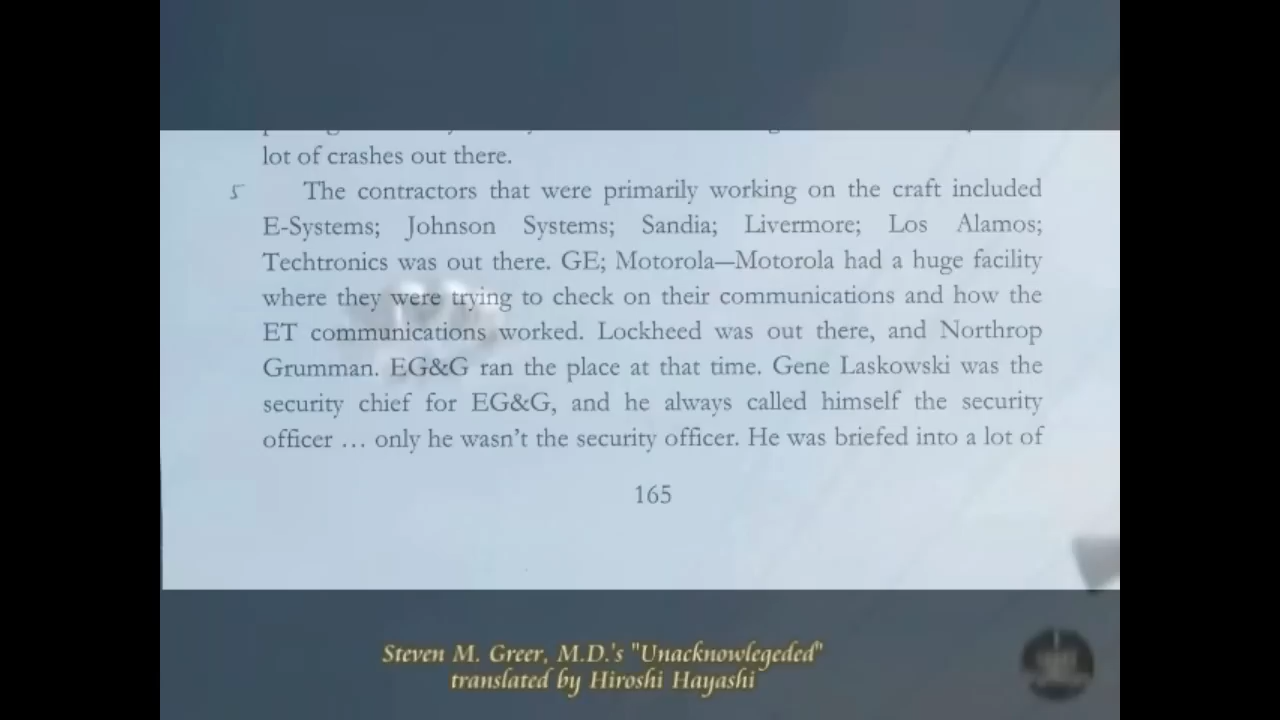 lot of crashes out there.
5 The contractors that were primarily working on the craft included
E-Systems; Johnson Systems; Sandia; Livermore; Los Alamos;
Techtronics was out there. GE; Motorola—Motorola had a huge facility
where they were trying to check on their communications and how the
ET communications worked. Lockheed was out there, and Northrop
Grumman. EG&G ran the place at that time. Gene Laskowski was the
security chief for EG&G, and he always called himself the security
officer … only he wasn't the security officer. He was briefed into a lot of
165
Steven M. Greer, M.D.'s "Unacknowlegeded"
translated by Hiroshi Hayashi